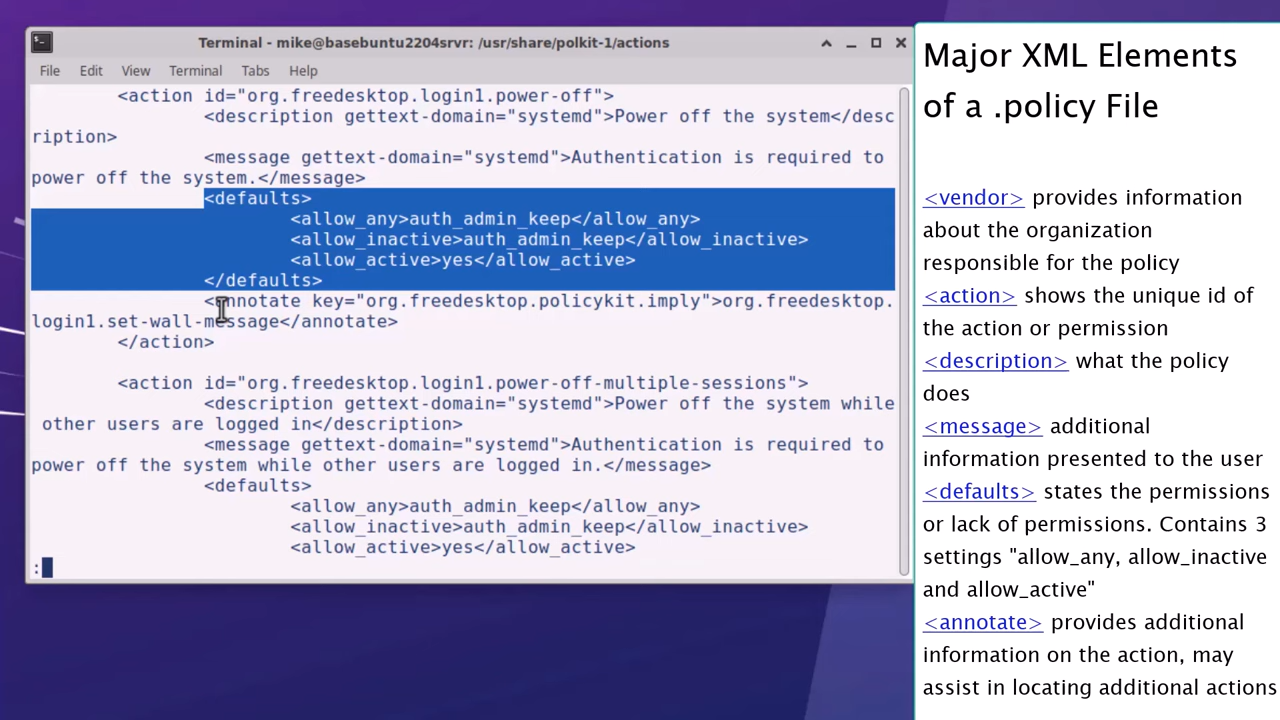 Terminal - mike@basebuntu2204srvr: /usr/share/polkit-1/actions
File Edit View Terminal Tabs Help
<action id="org.freedesktop.login1.power-off">
<description gettext-domain="systemd">Power off the system</desc
ription>
<message gettext-domain="systemd">Authentication is required to
power off the system.</message>
<defaults>
<allow_any>auth_admin_keep</allow_any>
<allow_inactive>auth_admin_keep</allow_inactive>
<allow_active>yes</allow_active>
</defaults>
<annotate key="org.freedesktop.policykit.imply">org.freedesktop.
login1.set-wall-message</annotate>
</action>
<action id="org.freedesktop.login1.power-off-multiple-sessions">
<description gettext-domain="systemd">Power off the system while
other users are logged in</description>
<message gettext-domain="systemd">Authentication is required to
power off the system while other users are logged in.</message>
<defaults>
<allow_any>auth_admin_keep</allow_any>
<allow_inactive>auth_admin_keep</allow_inactive>
<allow_active>yes</allow_active>
:
Major XML Elements
of a .policy File
<vendor> provides information
about the organization
responsible for the policy
<action> shows the unique id of
the action or permission
<description> what the policy
does
<message> additional
information presented to the user
<defaults> states the permissions
or lack of permissions. Contains 3
settings "allow_any, allow_inactive
and allow_active"
<annotate> provides additional
information on the action, may
assist in locating additional actions